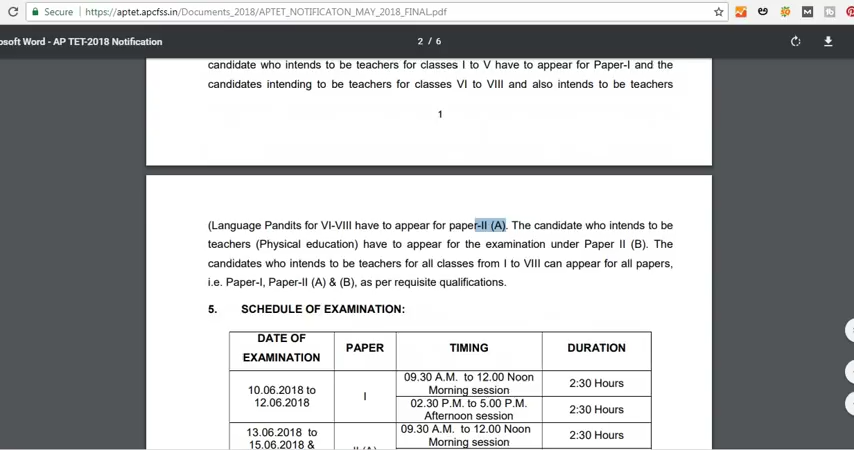 Secure https://aptet.apcfss.in/Documents_2018/APTET_NOTIFICATON_MAY_2018_FINAL.pdf
osoft Word - AP TET-2018 Notification 2 / 6
candidate who intends to be teachers for classes I to V have to appear for Paper-I and the
candidates intending to be teachers for classes VI to VIII and also intends to be teachers
1
(Language Pandits for VI-VIII have to appear for paper-II (A). The candidate who intends to be
teachers (Physical education) have to appear for the examination under Paper II (B). The
candidates who intends to be teachers for all classes from I to VIII can appear for all papers,
i.e. Paper-I, Paper-II (A) & (B), as per requisite qualifications.
5. SCHEDULE OF EXAMINATION:
DATE OF
EXAMINATION PAPER TIMING DURATION
10.06.2018 to
12.06.2018 I
09.30 A.M. to 12.00 Noon
Morning session 2:30 Hours
02.30 P.M. to 5.00 P.M.
Afternoon session 2:30 Hours
13.06.2018 to
15.06.2018 &
II (A)
09.30 A.M. to 12.00 Noon
Morning session 2:30 Hours